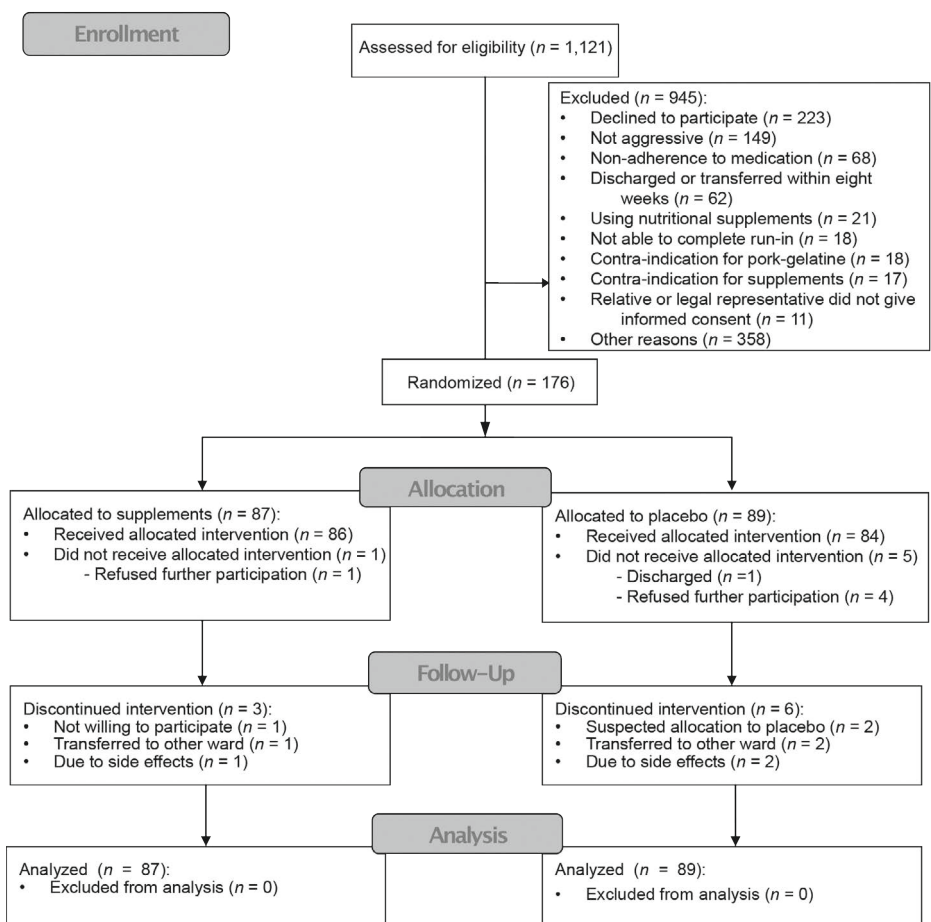 Enrollment
Assessed for eligibility (n = 1,121)
Excluded (n = 945):
• Declined to participate (n = 223)
• Not aggressive (n = 149)
• Non-adherence to medication (n = 68)
• Discharged or transferred within eight
weeks (n = 62)
• Using nutritional supplements (n = 21)
• Not able to complete run-in (n = 18)
• Contra-indication for pork-gelatine (n = 18)
• Contra-indication for supplements (n = 17)
• Relative or legal representative did not give
informed consent (n = 11)
• Other reasons (n = 358)
Randomized (n = 176)
Allocation
Allocated to supplements (n = 87):
• Received allocated intervention (n = 86)
• Did not receive allocated intervention (n = 1)
- Refused further participation (n = 1)
Allocated to placebo (n = 89):
• Received allocated intervention (n = 84)
• Did not receive allocated intervention (n = 5)
- Discharged (n =1)
- Refused further participation (n = 4)
Follow-Up
Discontinued intervention (n = 3):
• Not willing to participate (n = 1)
• Transferred to other ward (n = 1)
• Due to side effects (n = 1)
Discontinued intervention (n = 6):
• Suspected allocation to placebo (n = 2)
• Transferred to other ward (n = 2)
• Due to side effects (n = 2)
Analysis
Analyzed (n = 87):
• Excluded from analysis (n = 0)
Analyzed (n = 89):
• Excluded from analysis (n = 0)